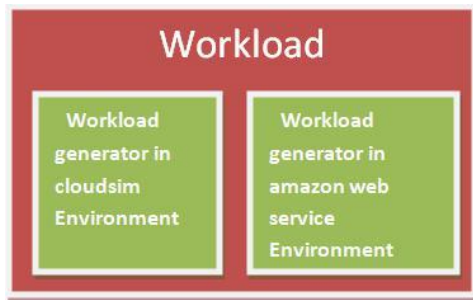 Workload
Workload
generator in
cloudsim
Environment
Workload
generator in
amazon web
service
Environment